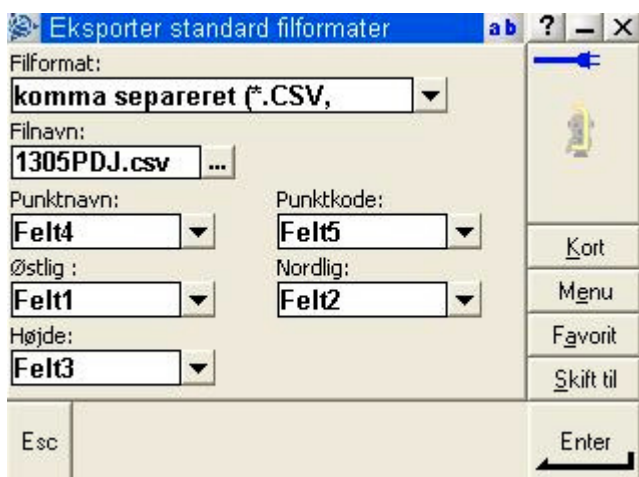 Eksporter standard filformater ab ? – X
Filformat:
komma separeret (*.CSV,
Filnavn:
1305PDJ.csv ...
Punktnavn: Punktkode:
Felt4 Felt5
Østlig : Nordlig:
Felt1 Felt2
Højde:
Felt3
Kort
Menu
Favorit
Skift til
Esc Enter